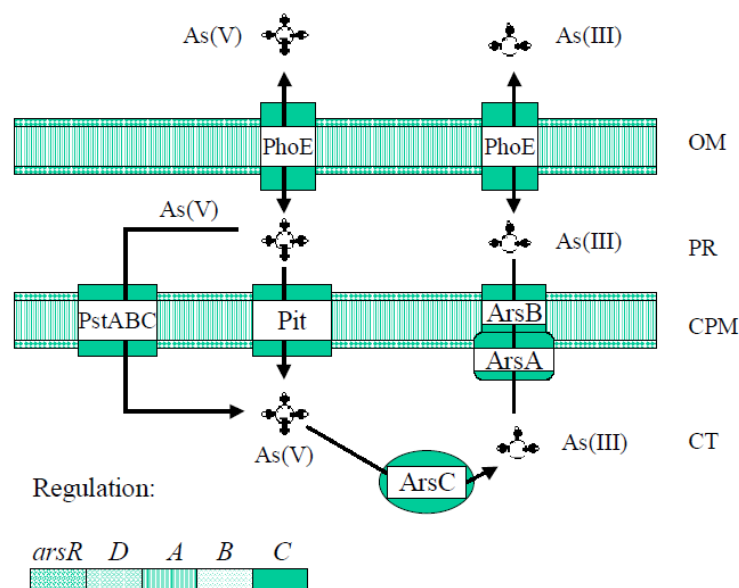 As(V) As(III)
PhoE PhoE OM
As(V) As(III) PR
PstABC Pit ArsB CPM
ArsA
As(V) As(III) CT
ArsC
Regulation:
arsR D A B C